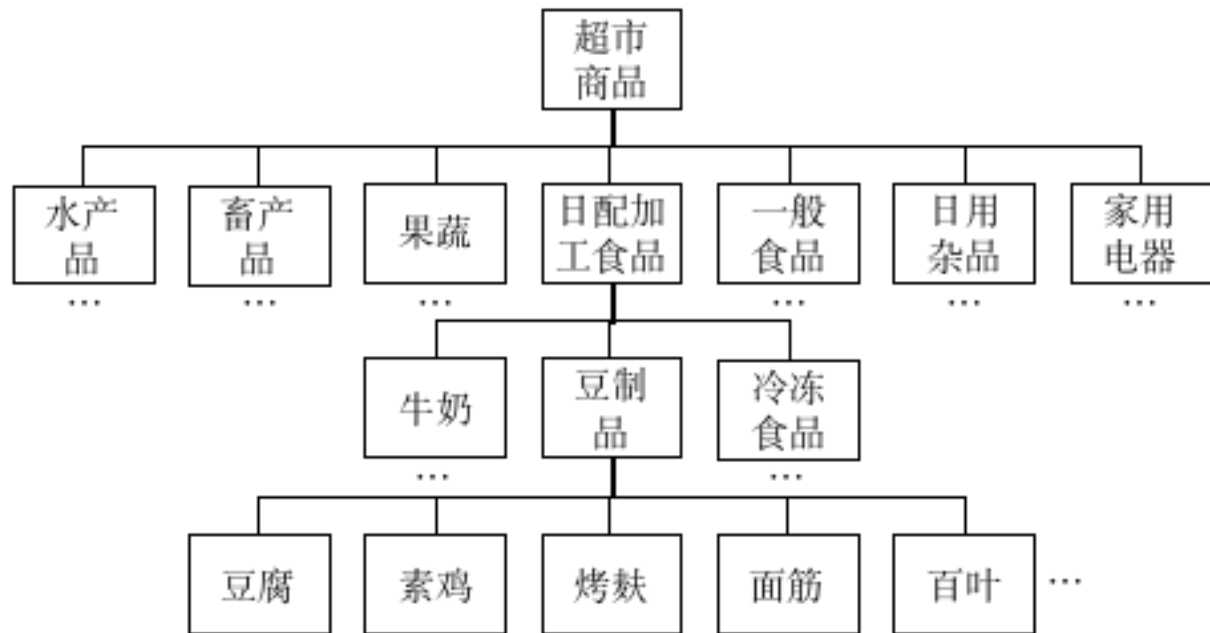 超市
商品
水产
品
畜产
品
果蔬
日配加
工食品
一般
食品
日用
杂品
家用
电器
…
…
…
…
…
…
牛奶
豆制
品
冷冻
食品
…
…
豆腐
素鸡
烤麸
面筋
百叶
…